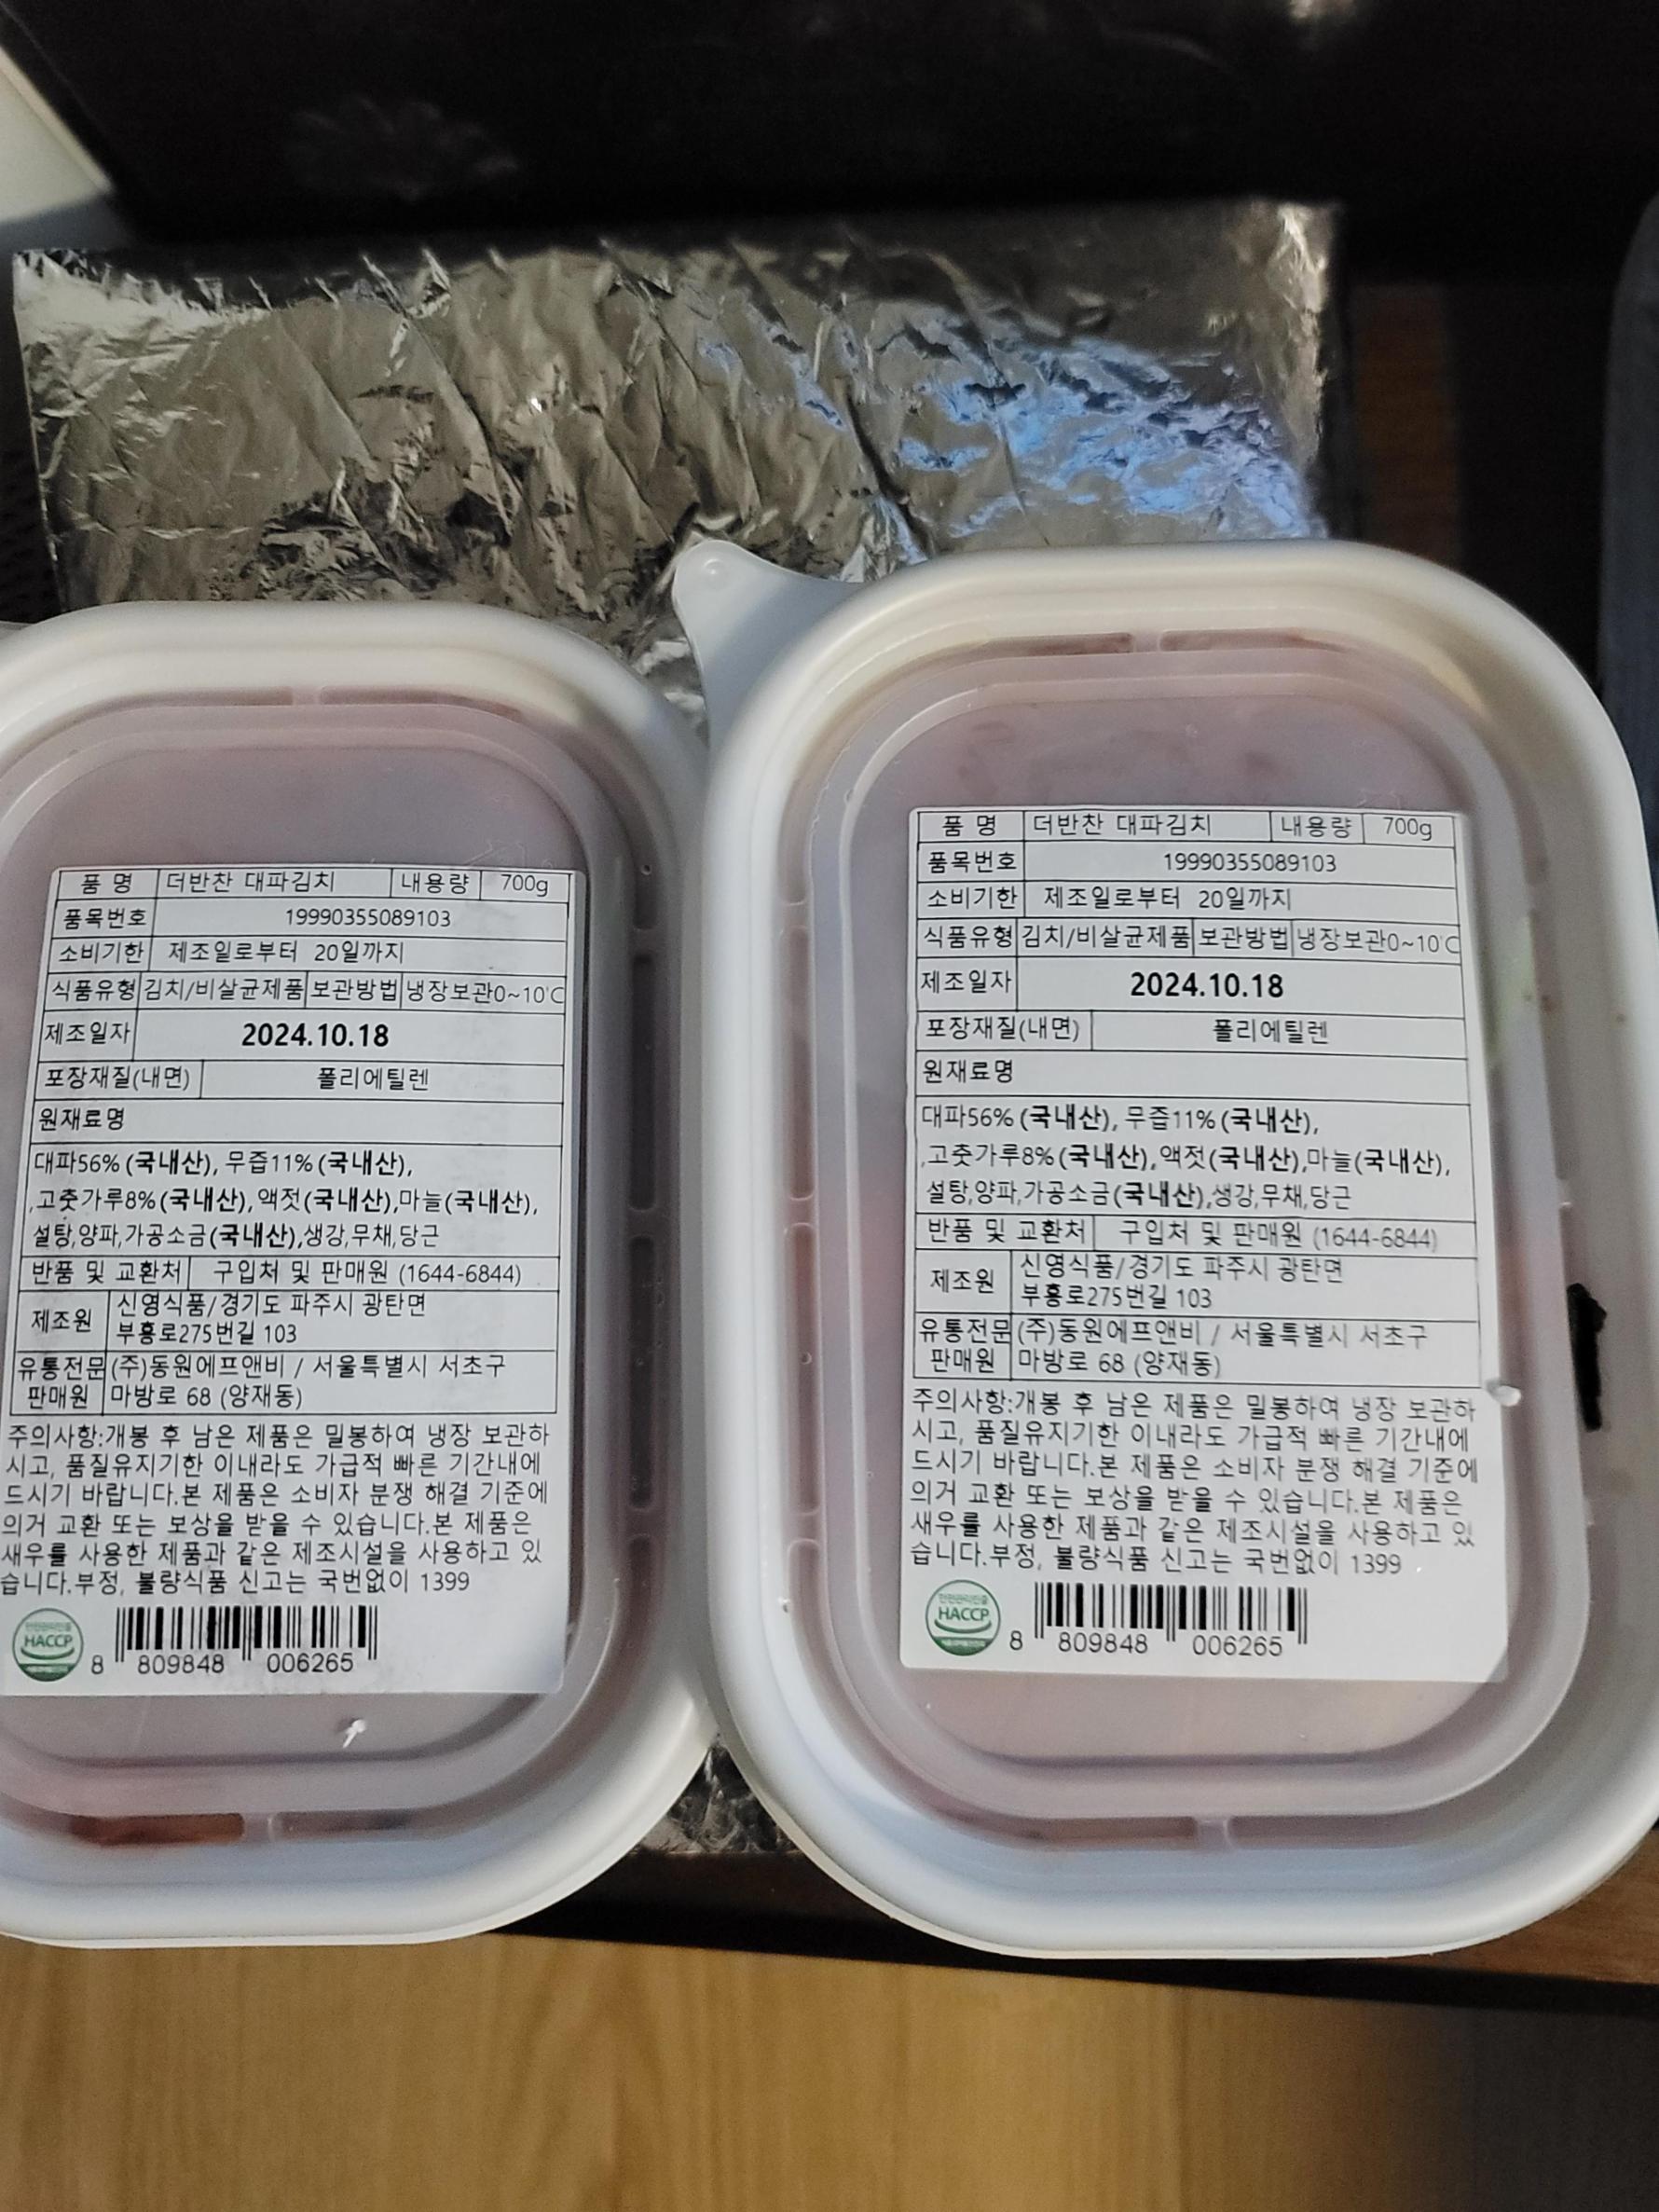 품 명 더반찬 대파김치 내용량 700g
품목번호 19990355089103
소비기한 제조일로부터 20일까지
식품유형 김치/비살균제품 보관방법 냉장보관0~10℃
제조일자 2024.10.18
포장재질(내면) 폴리에틸렌
원재료명
대파56%(국내산), 무즙11%(국내산),
,고춧가루8%(국내산),액젓(국내산),마늘(국내산),
설탕,양파,가공소금(국내산),생강,무채,당근
반품 및 교환처 구입처 및 판매원 (1644-6844)
제조원 신영식품/경기도 파주시 광탄면
부흥로275번길 103
유통전문 (주)동원에프앤비 / 서울특별시 서초구
판매원 마방로 68 (양재동)
주의사항:개봉 후 남은 제품은 밀봉하여 냉장 보관하
시고, 품질유지기한 이내라도 가급적 빠른 기간내에
드시기 바랍니다.본 제품은 소비자 분쟁 해결 기준에
의거 교환 또는 보상을 받을 수 있습니다.본 제품은
새우를 사용한 제품과 같은 제조시설을 사용하고 있
습니다.부정, 불량식품 신고는 국번없이 1399
HACCP
8 809848 006265
품 명 더반찬 대파김치 내용량 700g
품목번호 19990355089103
소비기한 제조일로부터 20일까지
식품유형 김치/비살균제품 보관방법 냉장보관0~10℃
제조일자 2024.10.18
포장재질(내면) 폴리에틸렌
원재료명
대파56%(국내산), 무즙11%(국내산),
,고춧가루8%(국내산),액젓(국내산),마늘(국내산),
설탕,양파,가공소금(국내산),생강,무채,당근
반품 및 교환처 구입처 및 판매원 (1644-6844)
제조원 신영식품/경기도 파주시 광탄면
부흥로275번길 103
유통전문 (주)동원에프앤비 / 서울특별시 서초구
판매원 마방로 68 (양재동)
주의사항:개봉 후 남은 제품은 밀봉하여 냉장 보관하
시고, 품질유지기한 이내라도 가급적 빠른 기간내에
드시기 바랍니다.본 제품은 소비자 분쟁 해결 기준에
의거 교환 또는 보상을 받을 수 있습니다.본 제품은
새우를 사용한 제품과 같은 제조시설을 사용하고 있
습니다.부정, 불량식품 신고는 국번없이 1399
HACCP
8 809848 006265